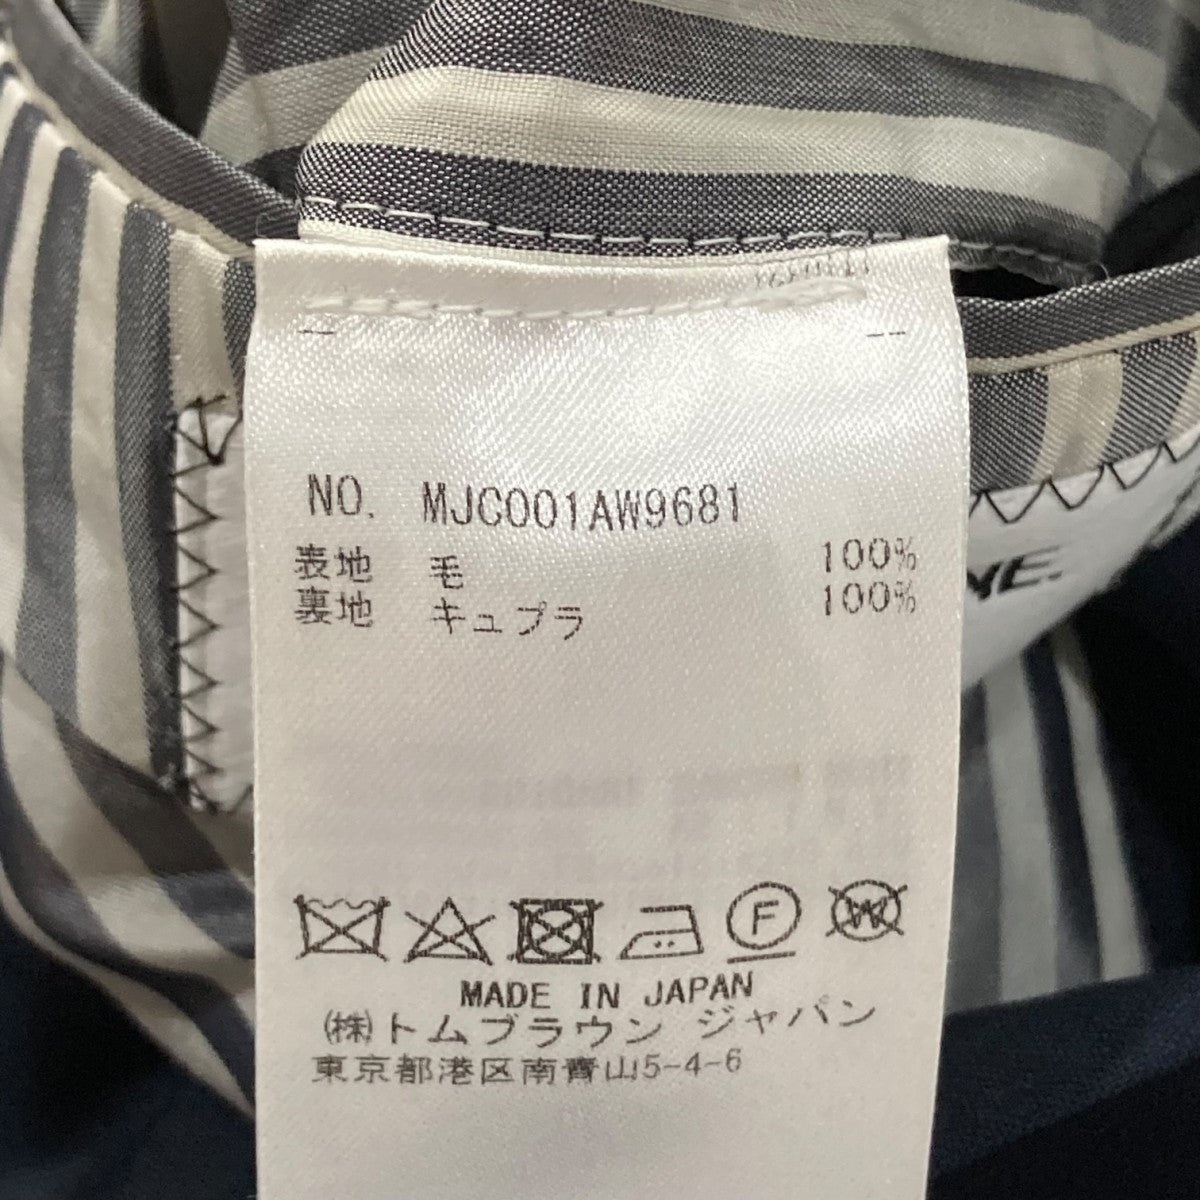 NO. MJC001AW9681
表地 毛 100%
裏地 キュプラ 100%
NE.
F
W
MADE IN JAPAN
㈱トムブラウン ジャパン
東京都港区南青山5-4-6